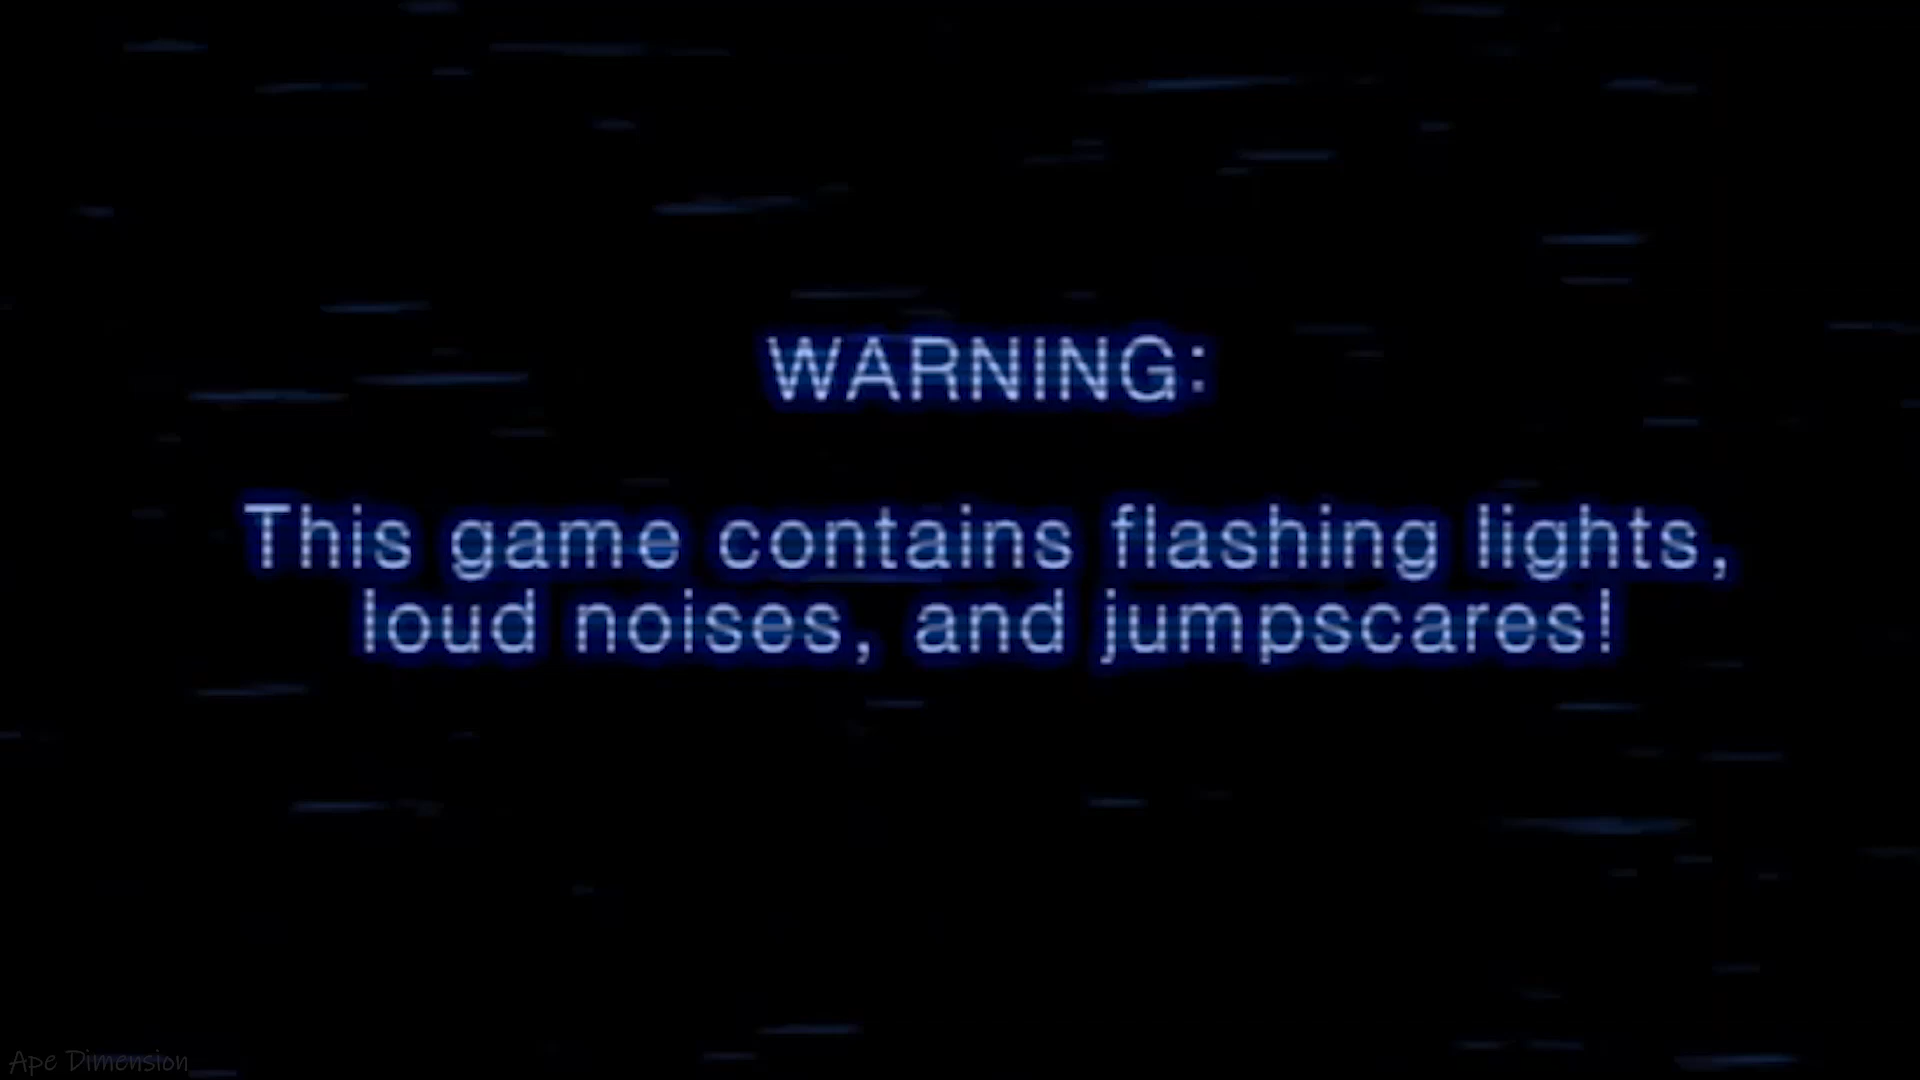 WARNING:
This game contains flashing lights,
loud noises, and jumpscares!
Ape Dimension